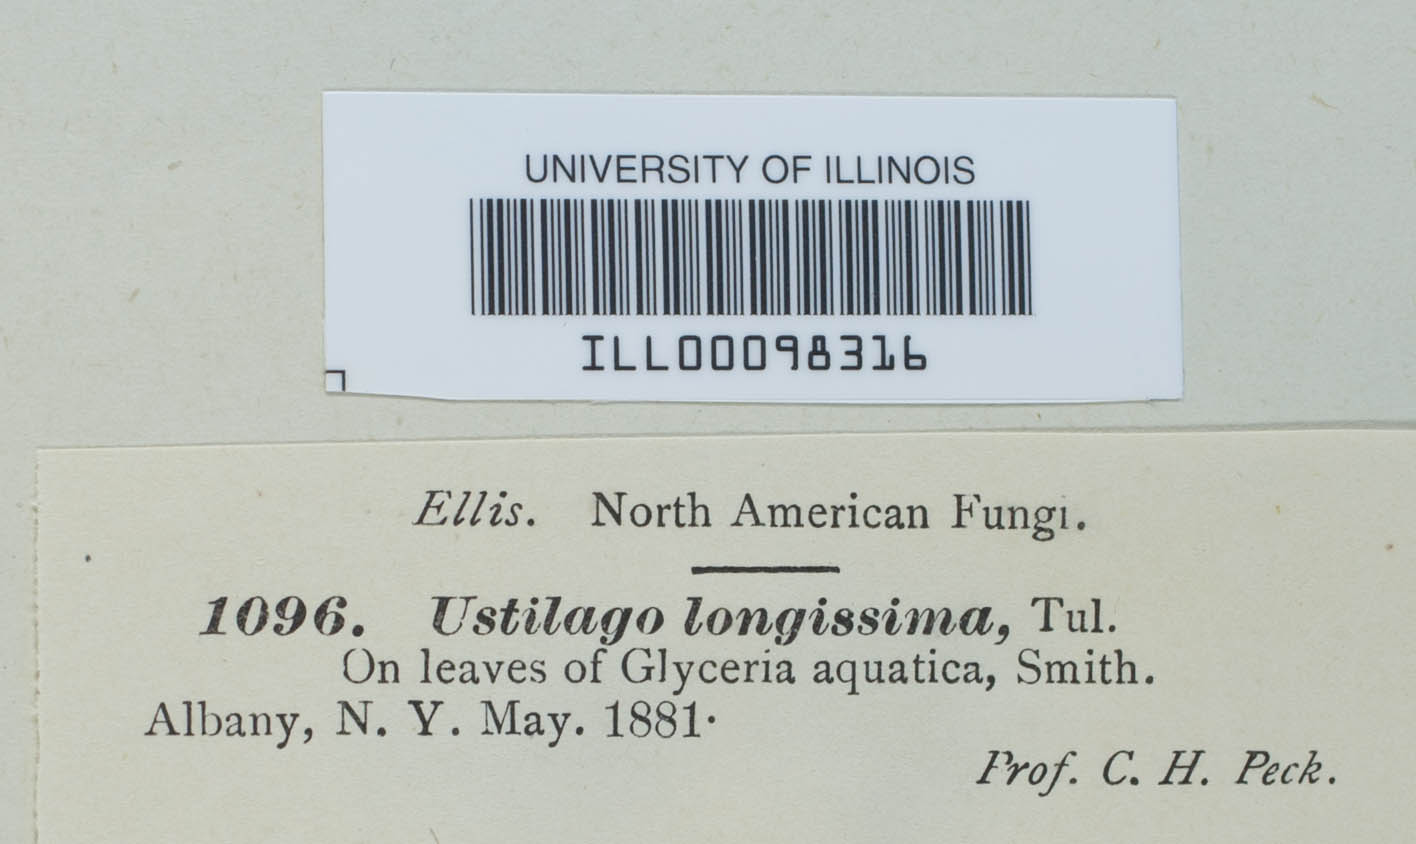 UNIVERSITY OF ILLINOIS
ILL00098316
Ellis. North American Fungi.
1096. Ustilago longissima, Tul.
On leaves of Glyceria aquatica, Smith.
Albany, N. Y. May. 1881.
Prof. C. H. Peck.